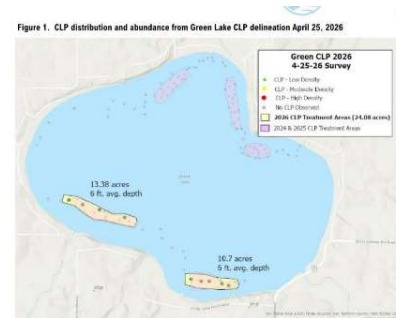 Figure 1. CLP distribution and abundance from Green Lake CLP delineation April 25, 2026
Green CLP 2026
4-25-26 Survey
CLP - Low Density
CLP - Moderate Density
CLP - High Density
No CLP Observed
2026 CLP Treatment Areas (24.08 acres)
2024 & 2025 CLP Treatment Areas
13.38 acres
6 ft. avg. depth
10.7 acres
6 ft. avg. depth